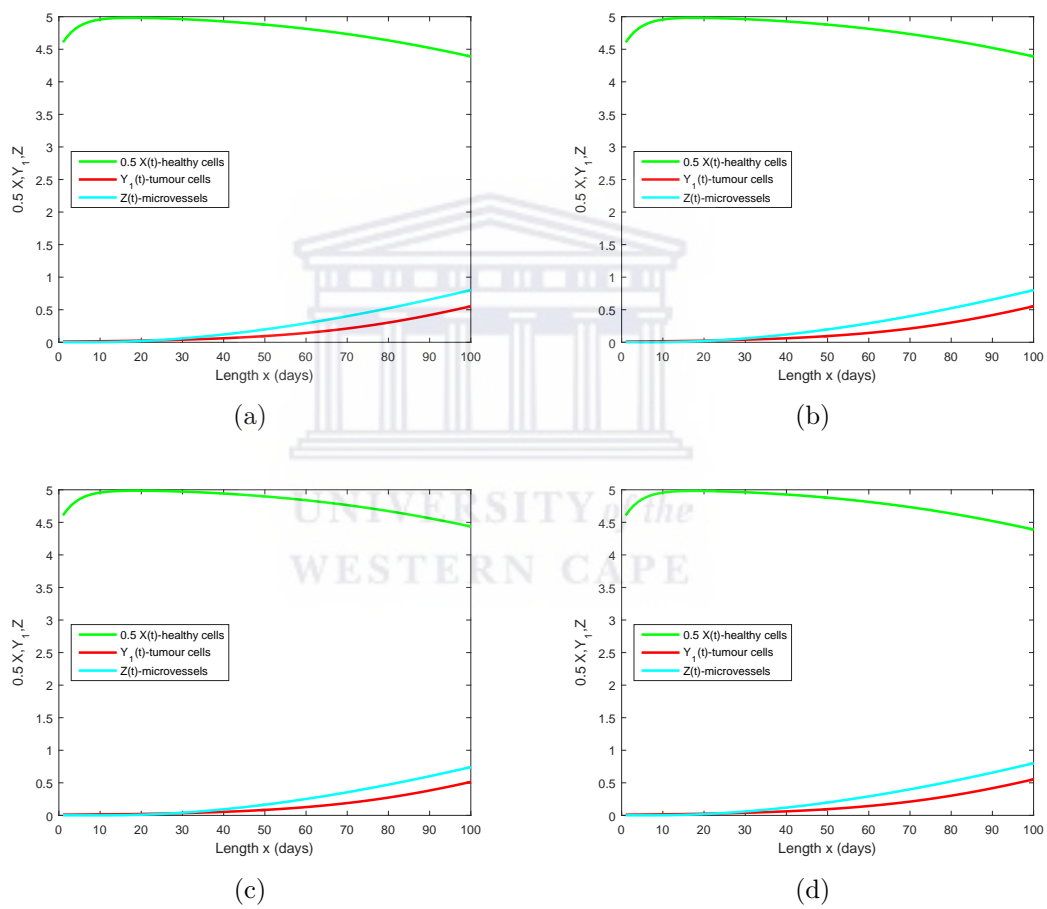 5
4.5
4
3.5
3
2.5
2
1.5
1
0.5
0
0.5 X,Y1,Z
0.5 X(t)-healthy cells
Y1(t)-tumour cells
Z(t)-microvessels
0 10 20 30 40 50 60 70 80 90 100
Length x (days)
(a)
5
4.5
4
3.5
3
2.5
2
1.5
1
0.5
0
0.5 X,Y1,Z
0.5 X(t)-healthy cells
Y1(t)-tumour cells
Z(t)-microvessels
0 10 20 30 40 50 60 70 80 90 100
Length x (days)
(b)
UNIVERSITY of the
WESTERN CAPE
5
4.5
4
3.5
3
2.5
2
1.5
1
0.5
0
0.5 X,Y1,Z
0.5 X(t)-healthy cells
Y1(t)-tumour cells
Z(t)-microvessels
0 10 20 30 40 50 60 70 80 90 100
Length x (days)
(c)
5
4.5
4
3.5
3
2.5
2
1.5
1
0.5
0
0.5 X,Y1,Z
0.5 X(t)-healthy cells
Y1(t)-tumour cells
Z(t)-microvessels
0 10 20 30 40 50 60 70 80 90 100
Length x (days)
(d)